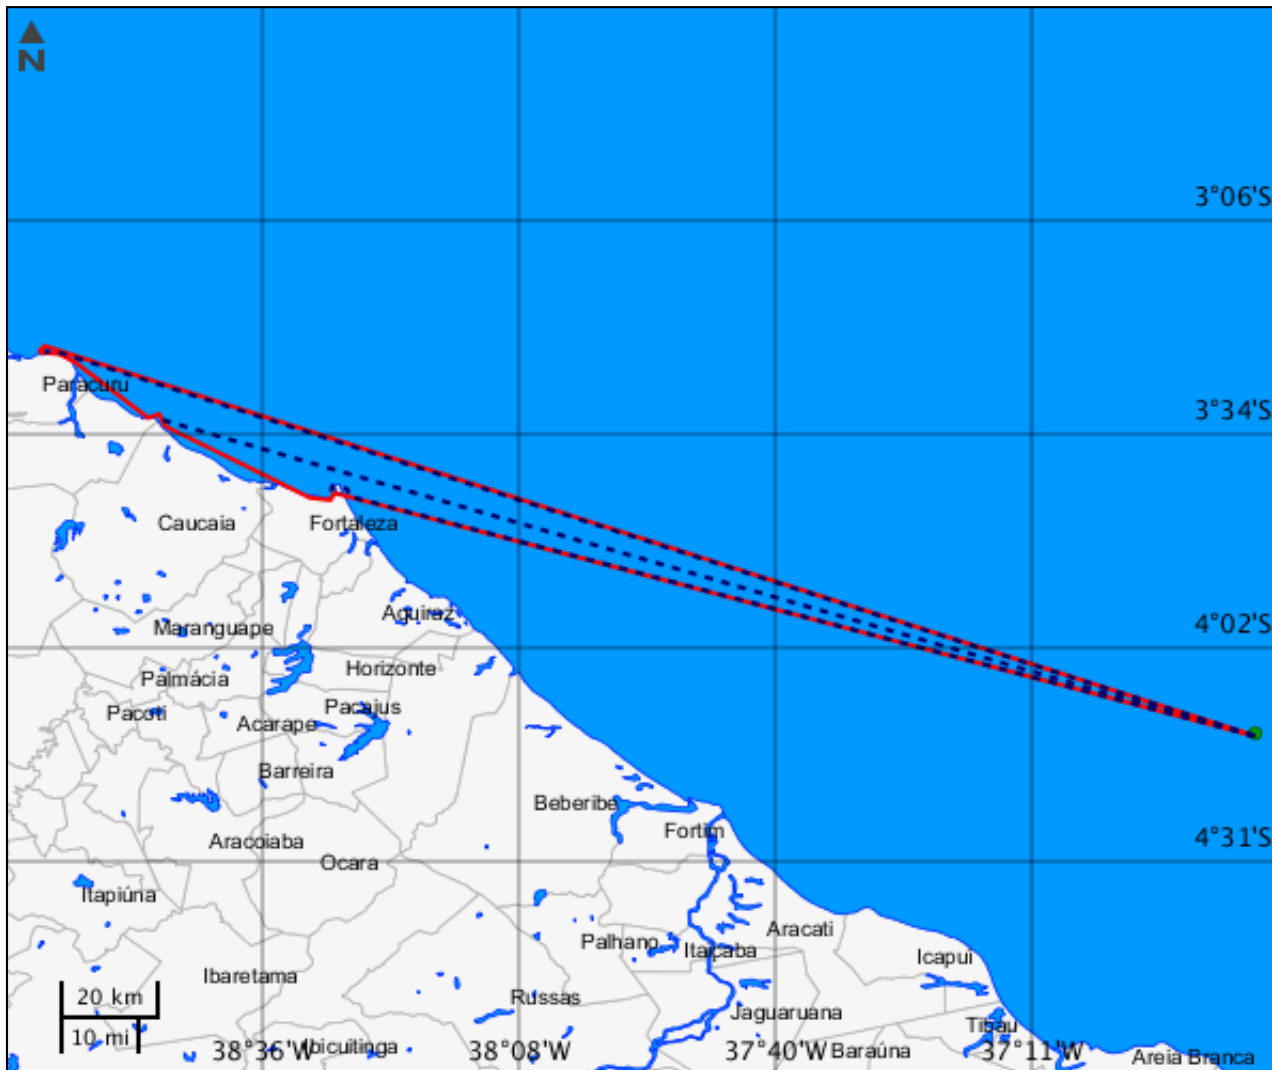 N
3°06'S
Paracuru
3°34'S
Caucaia
Fortaleza
Aquiraz
4°02'S
Maranguape
Horizonte
Palmácia
Pacajus
Pacoti
Acarape
Barreira
Beberibe
Fortim
4°31'S
Aracoiaba
Ocara
Itapiúna
Aracati
Palhano
Itaiçaba
Icapuí
Ibaretama
20 km
Russas
Jaguaruana
Tibau
10 mi
38°36'W
Ibicuitinga
38°08'W
37°40'W
Baraúna
37°11'W
Areia Branca